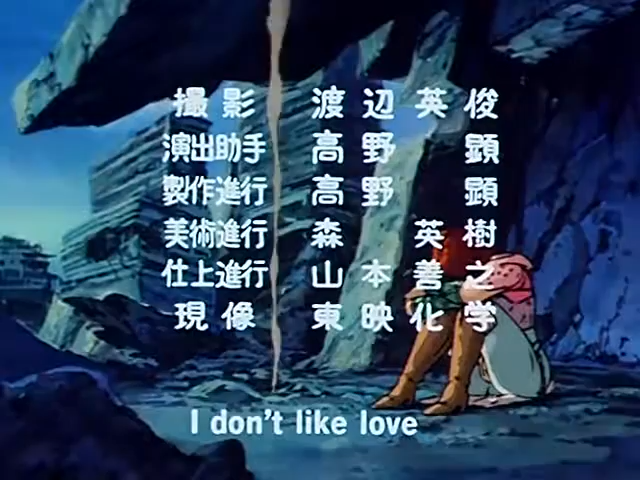 撮影 渡辺英俊
演出助手 高野 顕
製作進行 高野 顕
美術進行 森 英樹
仕上進行 山本善之
現像 東映化学
I don't like love